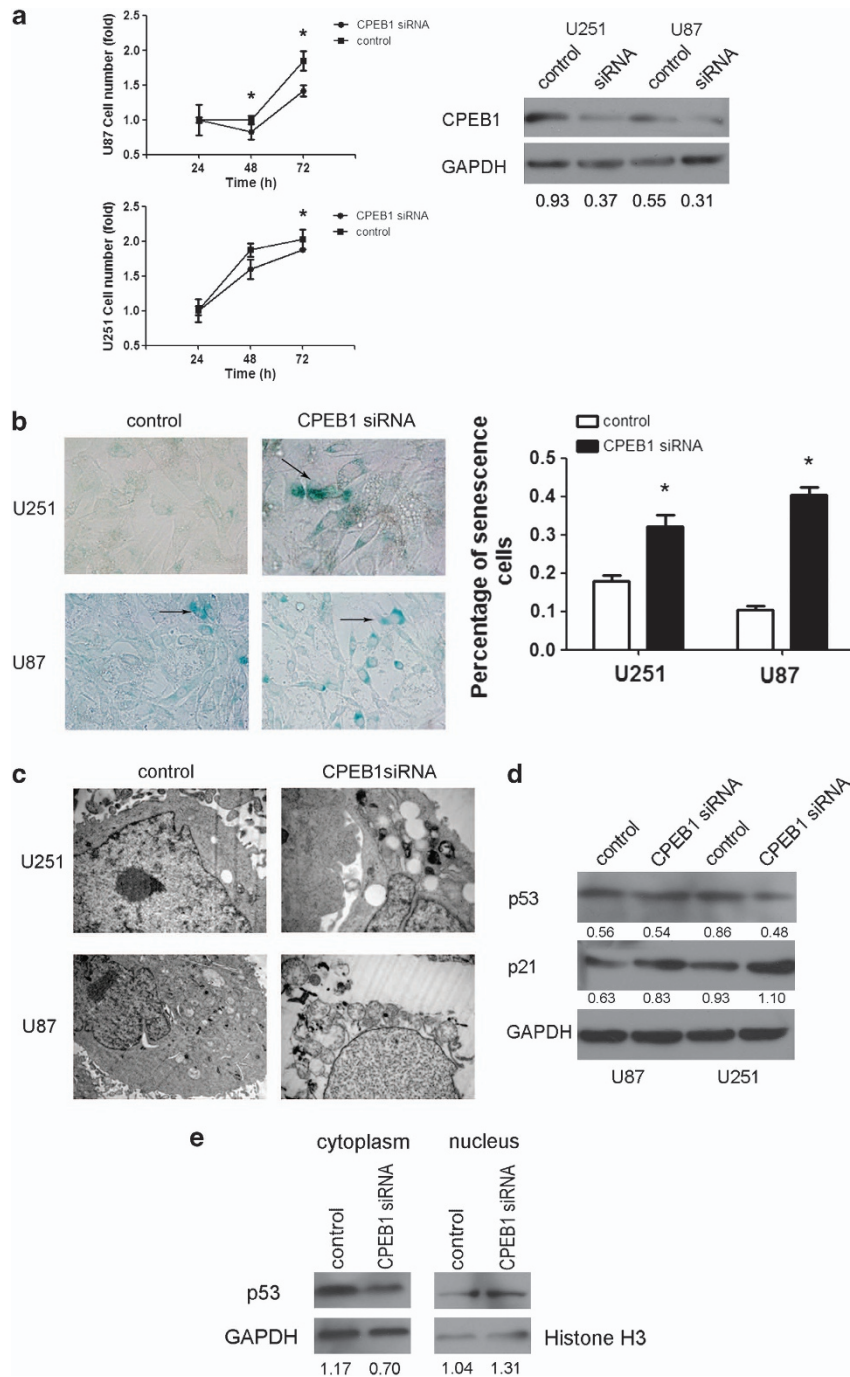 a
U87 Cell number (fold)
2.5
2.0
1.5
1.0
0.5
24
48
72
Time (h)
*
*
CPEB1 siRNA
control
U251 Cell number (fold)
2.5
2.0
1.5
1.0
0.5
24
48
72
Time (h)
*
CPEB1 siRNA
control
U251
U87
control
siRNA
control
siRNA
CPEB1
GAPDH
0.93 0.37 0.55 0.31
b
control
CPEB1 siRNA
U251
U87
control
CPEB1 siRNA
Percentage of senescence
cells
0.5
0.4
0.3
0.2
0.1
0.0
*
*
U251
U87
c
control
CPEB1siRNA
U251
U87
d
control
CPEB1 siRNA
control
CPEB1 siRNA
p53
0.56 0.54 0.86 0.48
p21
0.63 0.83 0.93 1.10
GAPDH
U87
U251
e
cytoplasm
nucleus
control
CPEB1 siRNA
control
CPEB1 siRNA
p53
GAPDH
Histone H3
1.17 0.70 1.04 1.31